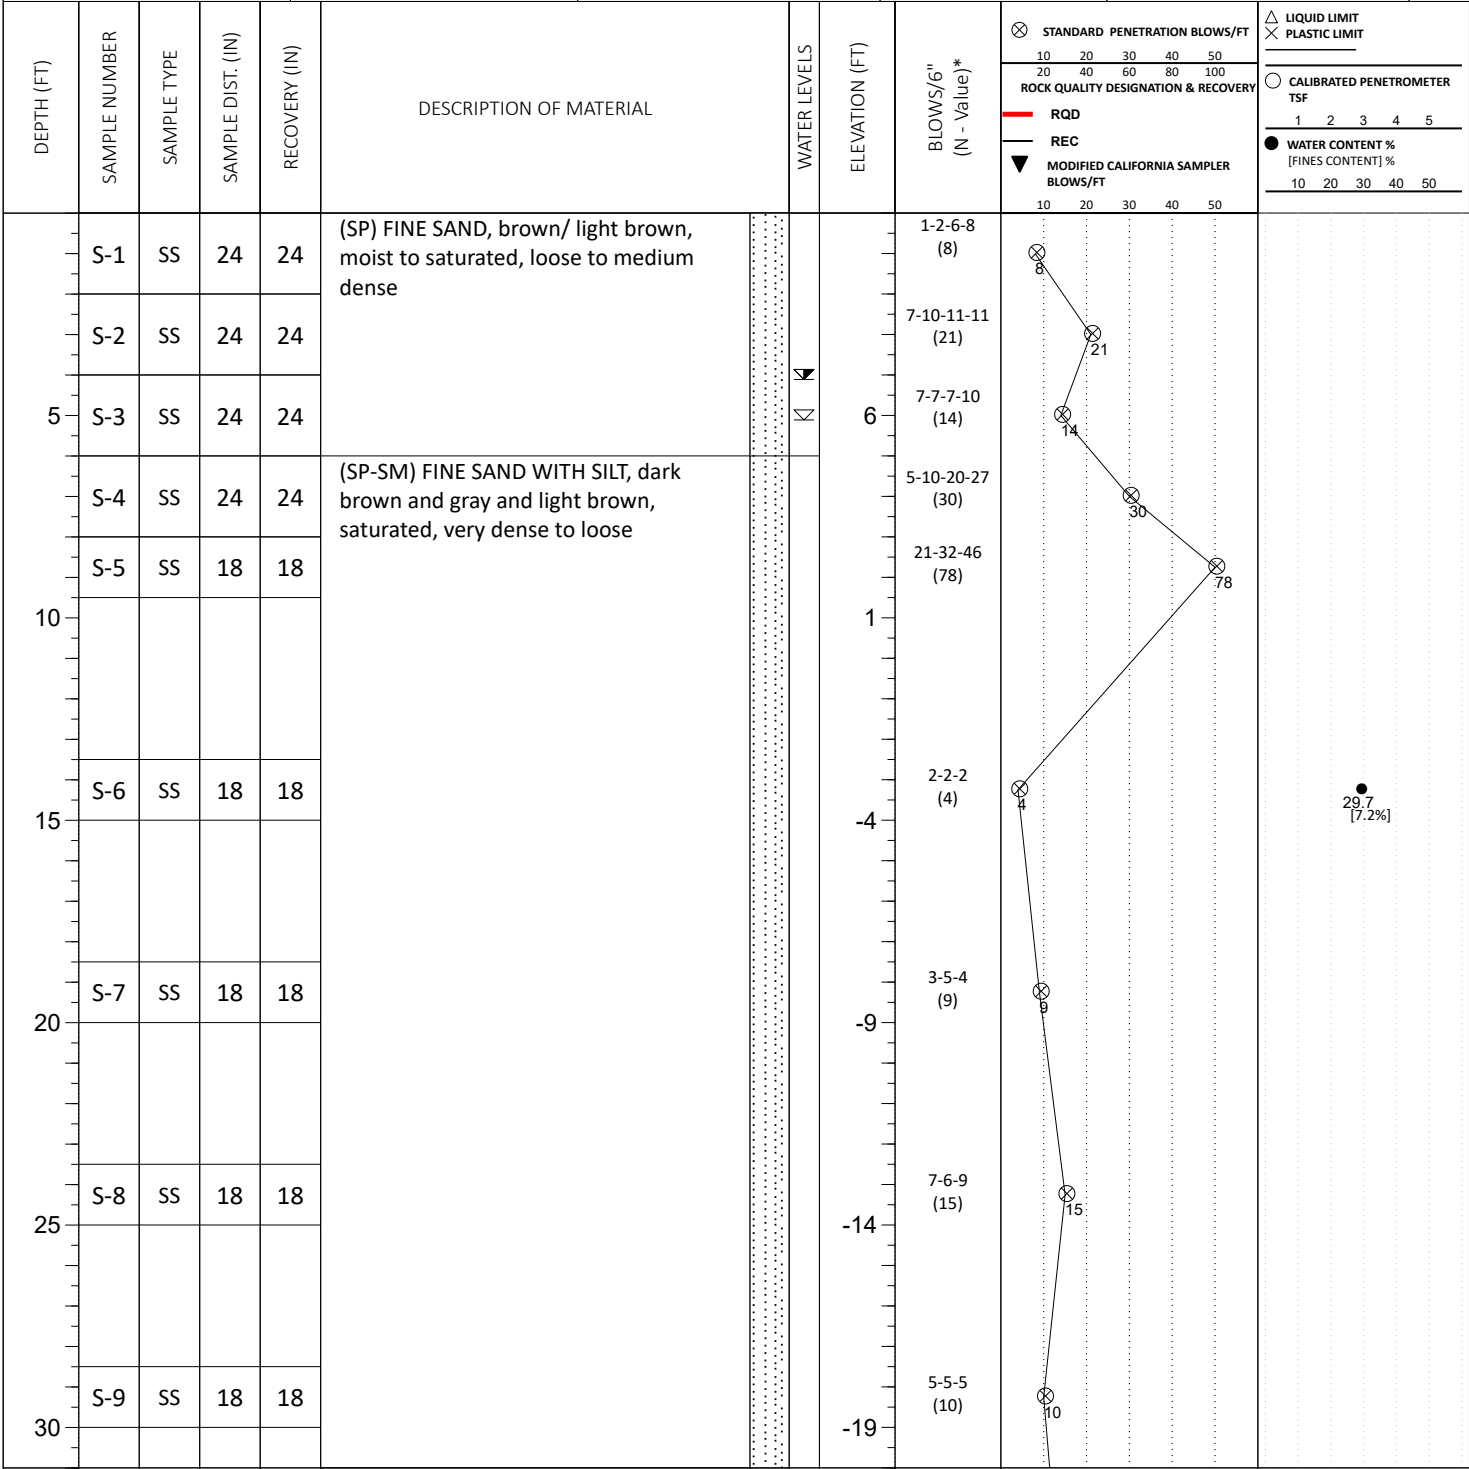 DEPTH (FT)
SAMPLE NUMBER
SAMPLE TYPE
SAMPLE DIST. (IN)
RECOVERY (IN)
DESCRIPTION OF MATERIAL
WATER LEVELS
ELEVATION (FT)
BLOWS/6"
(N - Value)*
STANDARD PENETRATION BLOWS/FT
10 20 30 40 50
20 40 60 80 100
ROCK QUALITY DESIGNATION & RECOVERY
RQD
REC
MODIFIED CALIFORNIA SAMPLER
BLOWS/FT
10 20 30 40 50
LIQUID LIMIT
PLASTIC LIMIT
CALIBRATED PENETROMETER
TSF
1 2 3 4 5
WATER CONTENT %
[FINES CONTENT] %
10 20 30 40 50
S-1 SS 24 24
(SP) FINE SAND, brown/ light brown,
moist to saturated, loose to medium
dense
1-2-6-8
(8)
8
S-2 SS 24 24
7-10-11-11
(21)
21
5
S-3 SS 24 24
6
7-7-7-10
(14)
14
S-4 SS 24 24
(SP-SM) FINE SAND WITH SILT, dark
brown and gray and light brown,
saturated, very dense to loose
5-10-20-27
(30)
30
S-5 SS 18 18
21-32-46
(78)
78
10
1
S-6 SS 18 18
2-2-2
(4)
4
29.7
[7.2%]
15
-4
S-7 SS 18 18
3-5-4
(9)
9
20
-9
S-8 SS 18 18
7-6-9
(15)
15
25
-14
S-9 SS 18 18
5-5-5
(10)
10
30
-19